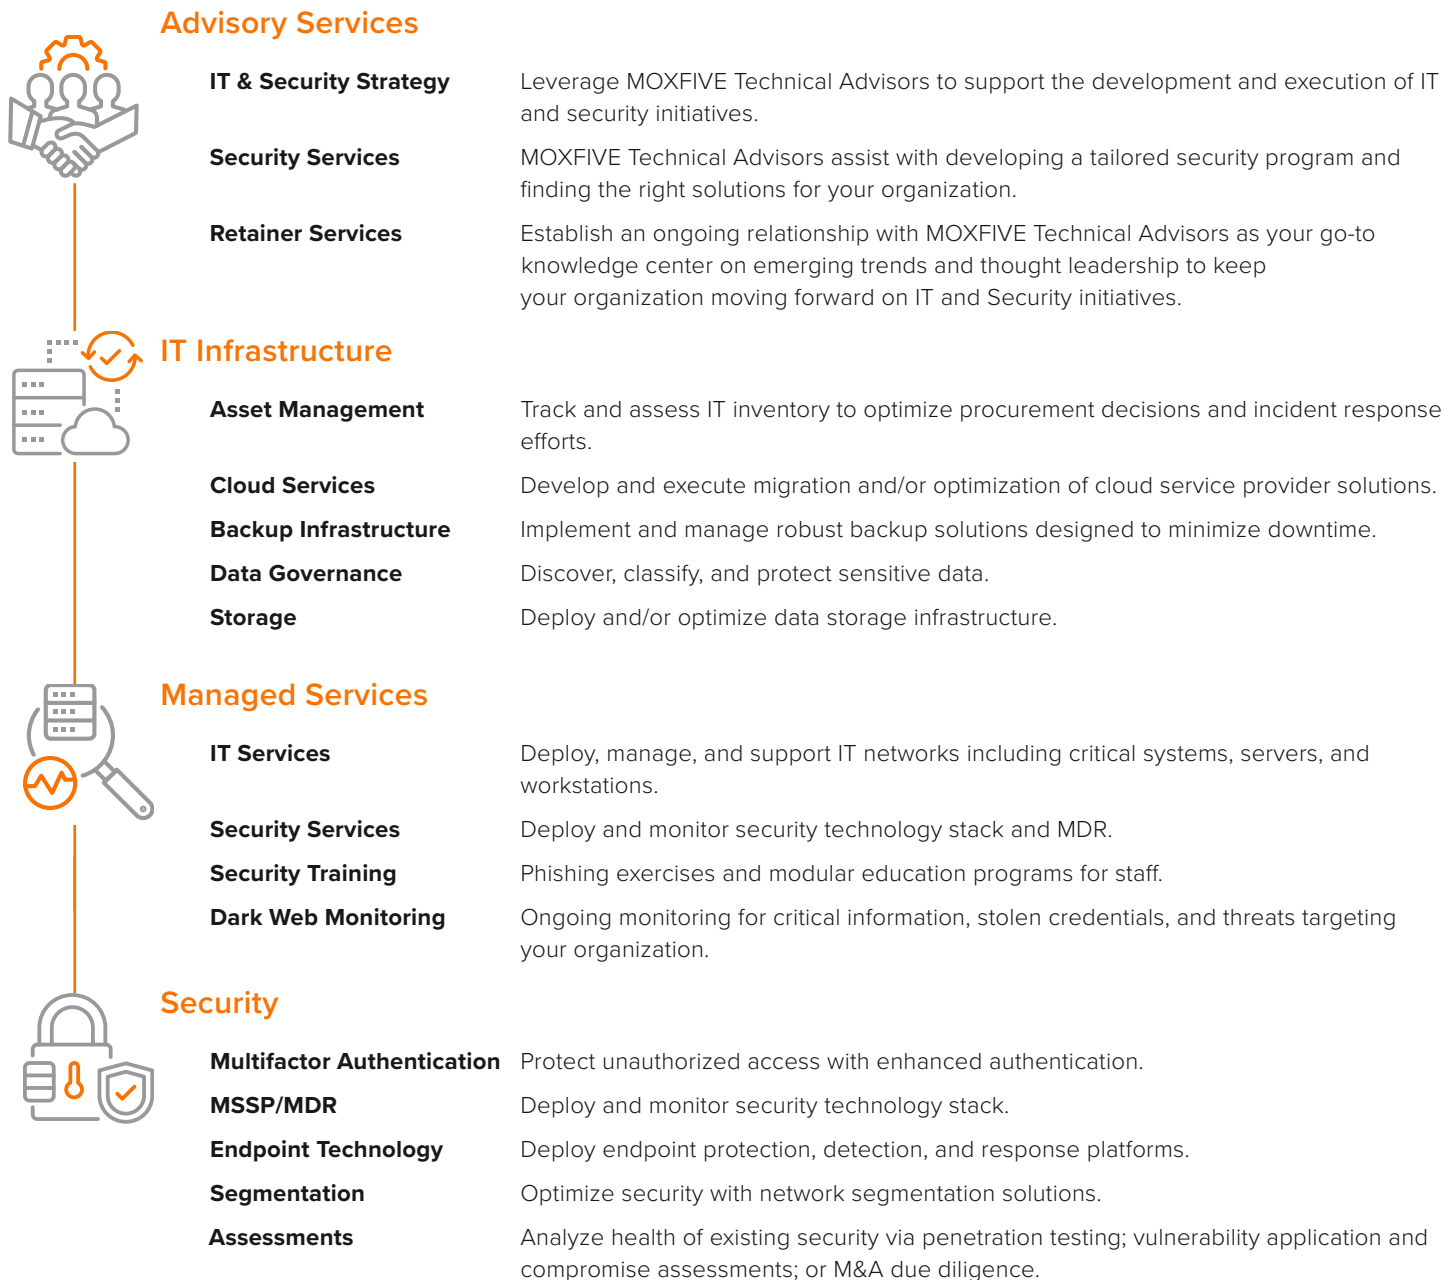 Advisory Services
IT & Security Strategy Leverage MOXFIVE Technical Advisors to support the development and execution of IT
and security initiatives.
Security Services MOXFIVE Technical Advisors assist with developing a tailored security program and
finding the right solutions for your organization.
Retainer Services Establish an ongoing relationship with MOXFIVE Technical Advisors as your go-to
knowledge center on emerging trends and thought leadership to keep
your organization moving forward on IT and Security initiatives.
IT Infrastructure
Asset Management Track and assess IT inventory to optimize procurement decisions and incident response
efforts.
Cloud Services Develop and execute migration and/or optimization of cloud service provider solutions.
Backup Infrastructure Implement and manage robust backup solutions designed to minimize downtime.
Data Governance Discover, classify, and protect sensitive data.
Storage Deploy and/or optimize data storage infrastructure.
Managed Services
IT Services Deploy, manage, and support IT networks including critical systems, servers, and
workstations.
Security Services Deploy and monitor security technology stack and MDR.
Security Training Phishing exercises and modular education programs for staff.
Dark Web Monitoring Ongoing monitoring for critical information, stolen credentials, and threats targeting
your organization.
Security
Multifactor Authentication Protect unauthorized access with enhanced authentication.
MSSP/MDR Deploy and monitor security technology stack.
Endpoint Technology Deploy endpoint protection, detection, and response platforms.
Segmentation Optimize security with network segmentation solutions.
Assessments Analyze health of existing security via penetration testing; vulnerability application and
compromise assessments; or M&A due diligence.